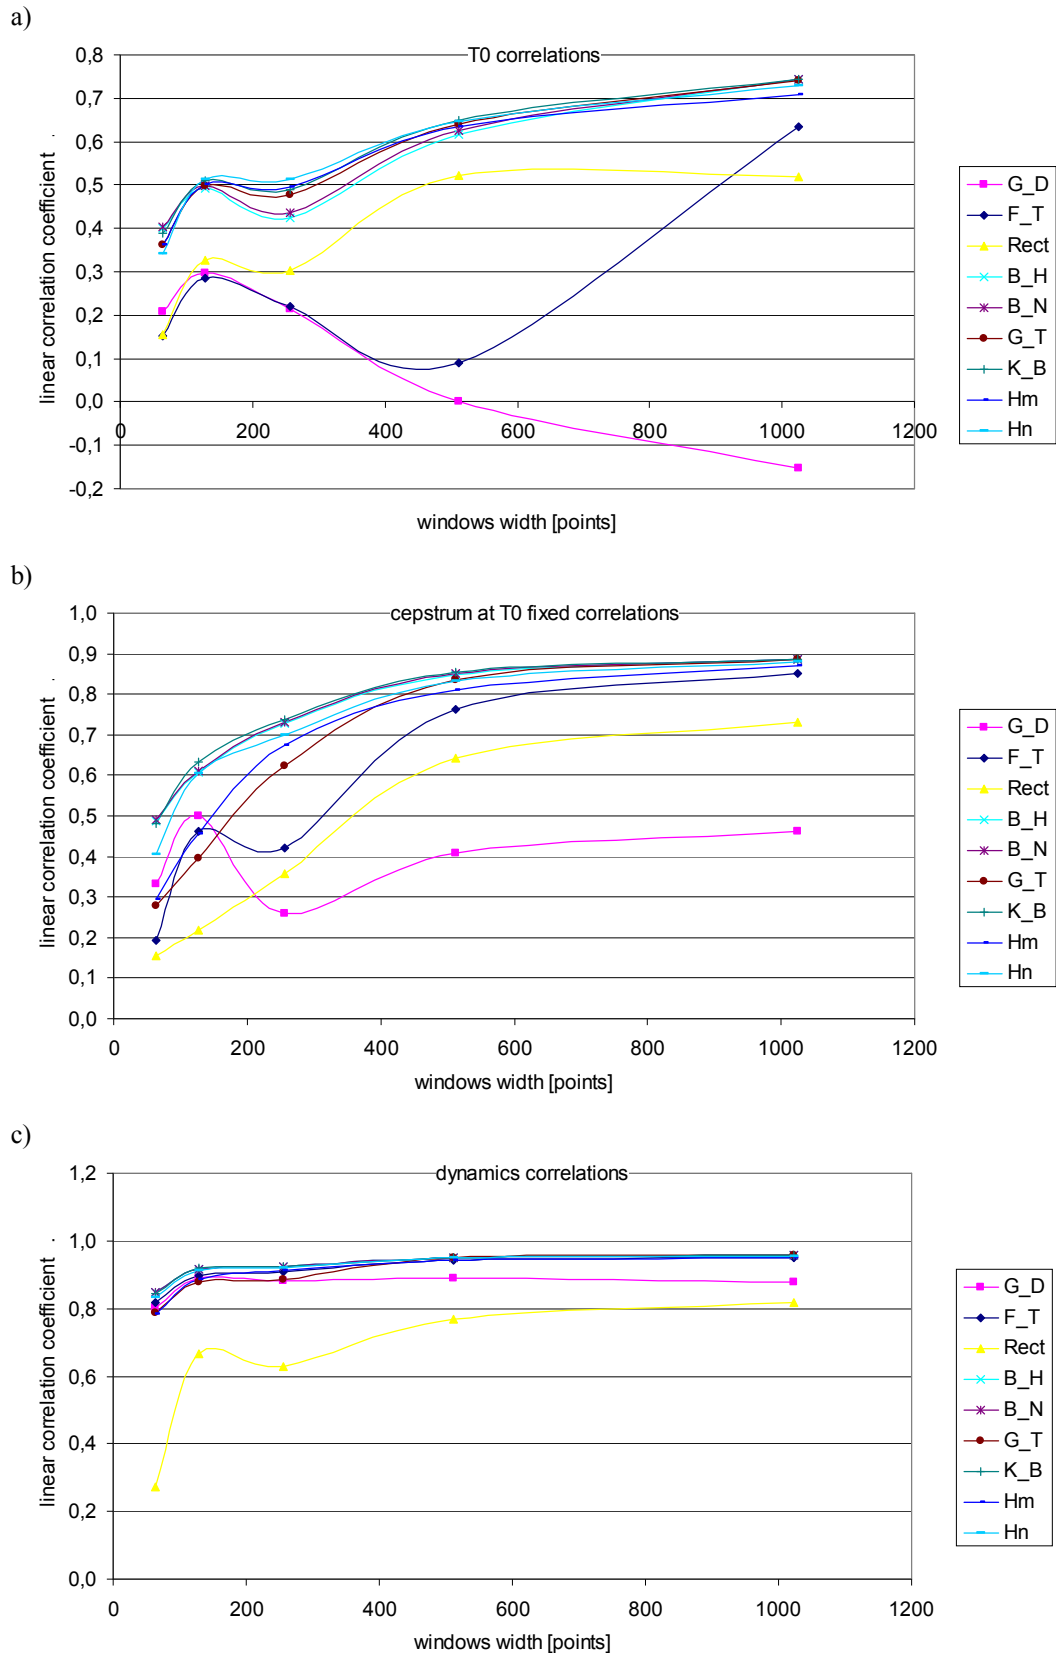 a)
T0 correlations
0,8
0,7
0,6
0,5
0,4
0,3
0,2
0,1
0,0
-0,1
-0,2
0
200
400
600
800
1000
1200
linear correlation coefficient .
windows width [points]
G_D
F_T
Rect
B_H
B_N
G_T
K_B
Hm
Hn
b)
cepstrum at T0 fixed correlations
1,0
0,9
0,8
0,7
0,6
0,5
0,4
0,3
0,2
0,1
0,0
0
200
400
600
800
1000
1200
linear correlation coefficient .
windows width [points]
G_D
F_T
Rect
B_H
B_N
G_T
K_B
Hm
Hn
c)
dynamics correlations
1,2
1,0
0,8
0,6
0,4
0,2
0,0
0
200
400
600
800
1000
1200
linear correlation coefficient .
windows width [points]
G_D
F_T
Rect
B_H
B_N
G_T
K_B
Hm
Hn